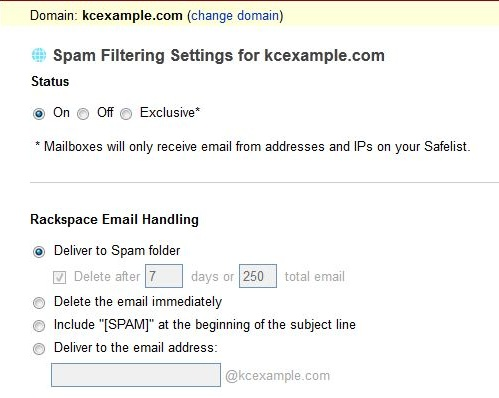 Domain: kcexample.com (change domain)
Spam Filtering Settings for kcexample.com
Status
On Off Exclusive*
* Mailboxes will only receive email from addresses and IPs on your Safelist.
Rackspace Email Handling
Deliver to Spam folder
Delete after 7 days or 250 total email
Delete the email immediately
Include "[SPAM]" at the beginning of the subject line
Deliver to the email address:
@kcexample.com